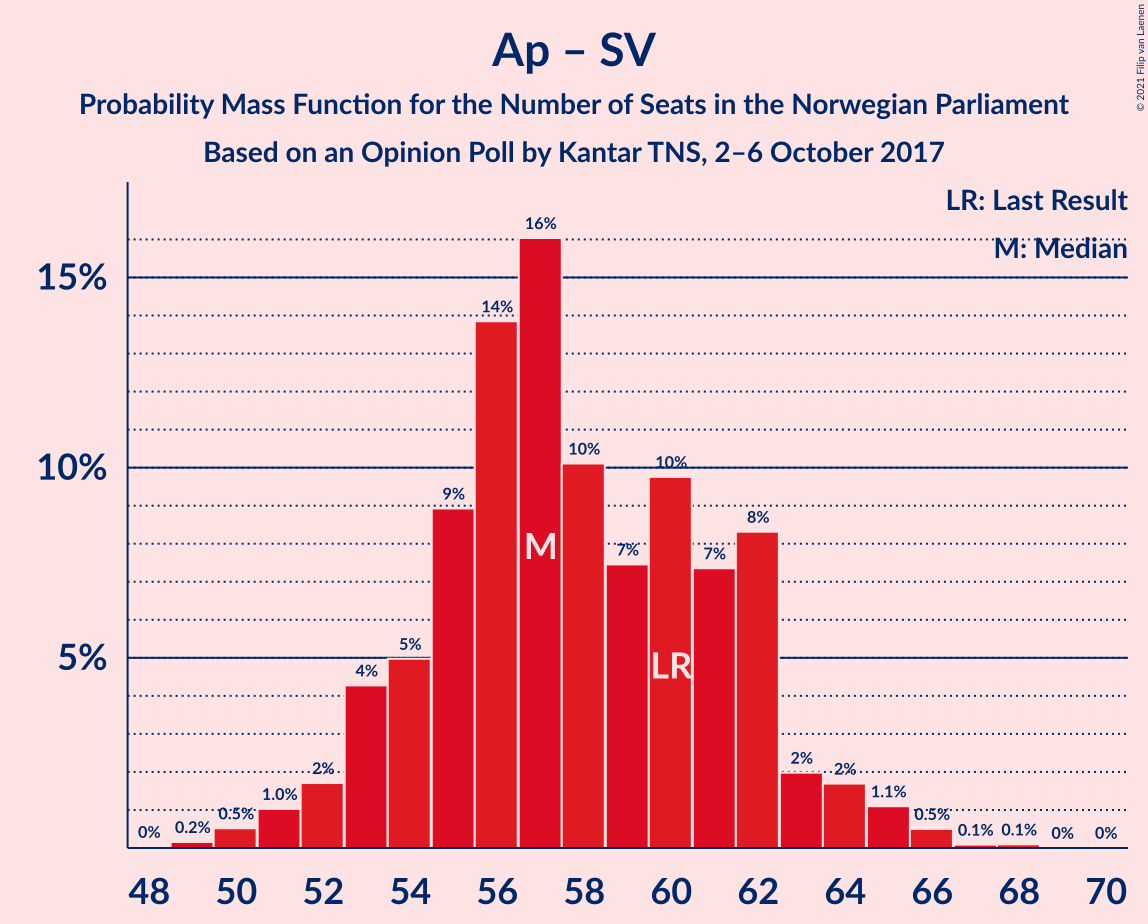 Ap – SV
Probability Mass Function for the Number of Seats in the Norwegian Parliament
Based on an Opinion Poll by Kantar TNS, 2–6 October 2017
© 2021 Filip van Laenen
LR: Last Result
M: Median
15%
10%
5%
0%
0.2%
0.5%
1.0%
2%
4%
5%
9%
14%
16%
10%
7%
10%
7%
8%
2%
2%
1.1%
0.5%
0.1%
0.1%
0%
0%
M
LR
48 50 52 54 56 58 60 62 64 66 68 70